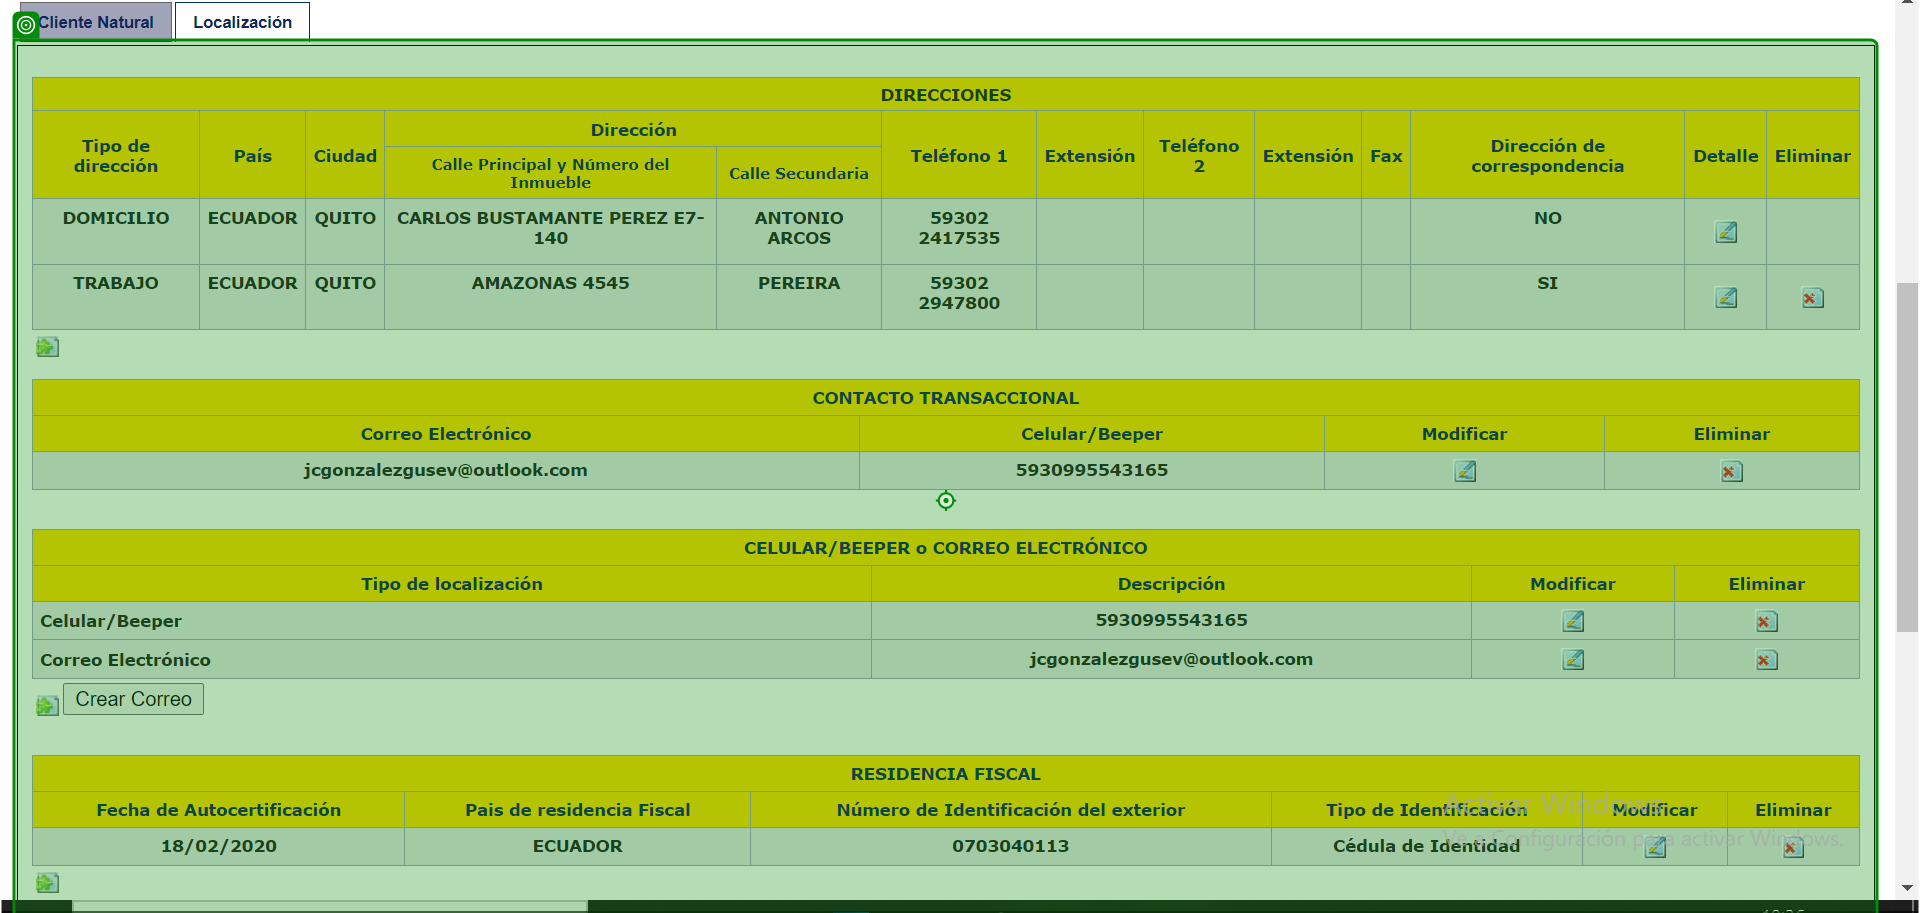 Cliente Natural
Localización
DIRECCIONES
Tipo de
dirección
País
Ciudad
Dirección
Calle Principal y Número del
Inmueble
Calle Secundaria
Teléfono 1
Extensión
Teléfono
2
Extensión
Fax
Dirección de
correspondencia
Detalle
Eliminar
DOMICILIO
ECUADOR
QUITO
CARLOS BUSTAMANTE PEREZ E7-
140
ANTONIO
ARCOS
59302
2417535
NO
TRABAJO
ECUADOR
QUITO
AMAZONAS 4545
PEREIRA
59302
2947800
SI
CONTACTO TRANSACCIONAL
Correo Electrónico
Celular/Beeper
Modificar
Eliminar
jcgonzalezgusev@outlook.com
5930995543165
CELULAR/BEEPER o CORREO ELECTRÓNICO
Tipo de localización
Descripción
Modificar
Eliminar
Celular/Beeper
5930995543165
Correo Electrónico
jcgonzalezgusev@outlook.com
Crear Correo
RESIDENCIA FISCAL
Fecha de Autocertificación
Pais de residencia Fiscal
Número de Identificación del exterior
Tipo de Identificación
Modificar
Eliminar
18/02/2020
ECUADOR
0703040113
Cédula de Identidad
Activar Windows
Ve a Configuración para activar Windows.